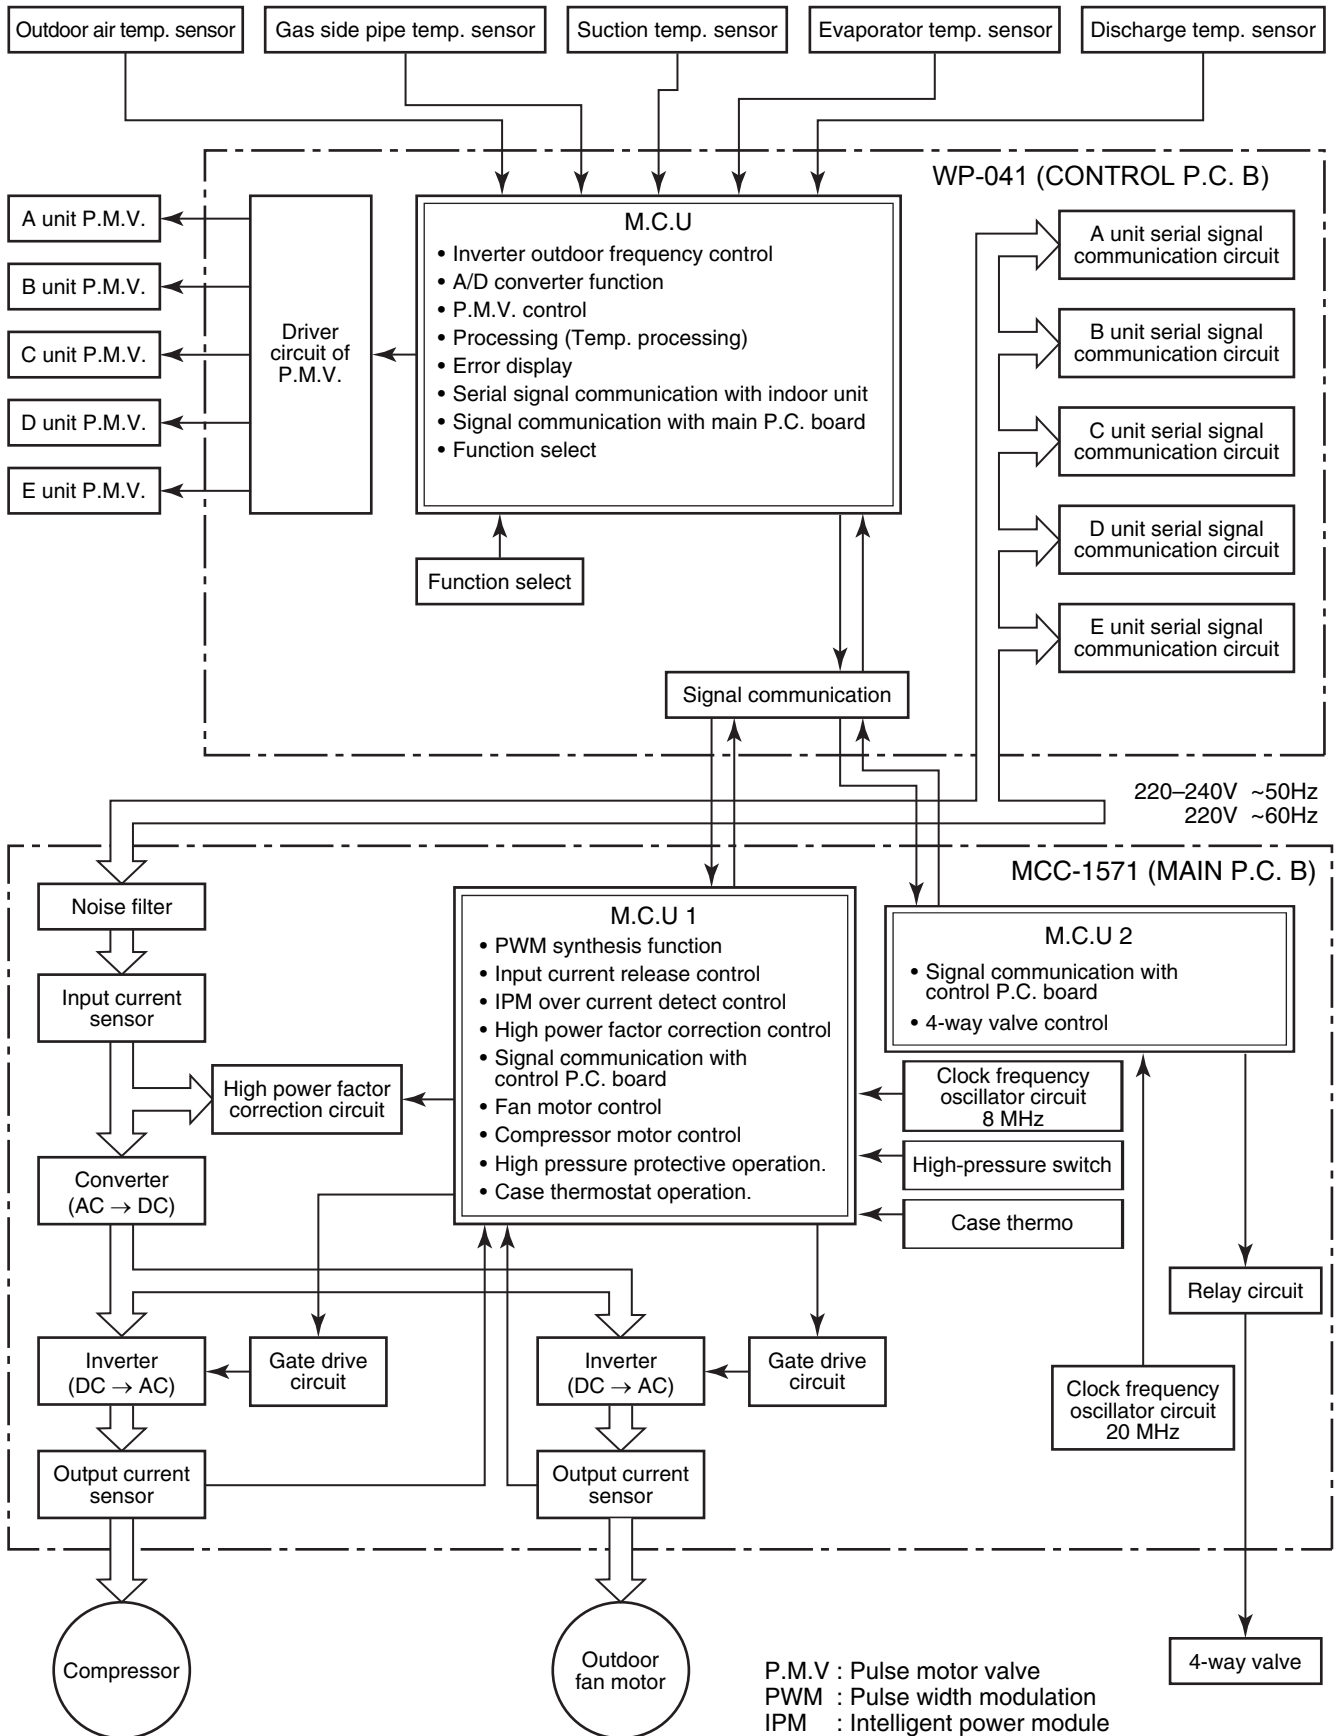 Outdoor air temp. sensor
Gas side pipe temp. sensor
Suction temp. sensor
Evaporator temp. sensor
Discharge temp. sensor
WP-041 (CONTROL P.C. B)
A unit P.M.V.
B unit P.M.V.
C unit P.M.V.
D unit P.M.V.
E unit P.M.V.
Driver
circuit of
P.M.V.
M.C.U
• Inverter outdoor frequency control
• A/D converter function
• P.M.V. control
• Processing (Temp. processing)
• Error display
• Serial signal communication with indoor unit
• Signal communication with main P.C. board
• Function select
Function select
A unit serial signal
communication circuit
B unit serial signal
communication circuit
C unit serial signal
communication circuit
D unit serial signal
communication circuit
E unit serial signal
communication circuit
Signal communication
220–240V ~50Hz
220V ~60Hz
MCC-1571 (MAIN P.C. B)
Noise filter
Input current
sensor
High power factor
correction circuit
Converter
(AC → DC)
M.C.U 1
• PWM synthesis function
• Input current release control
• IPM over current detect control
• High power factor correction control
• Signal communication with
control P.C. board
• Fan motor control
• Compressor motor control
• High pressure protective operation.
• Case thermostat operation.
M.C.U 2
• Signal communication with
control P.C. board
• 4-way valve control
Clock frequency
oscillator circuit
8 MHz
High-pressure switch
Case thermo
Relay circuit
Inverter
(DC → AC)
Gate drive
circuit
Inverter
(DC → AC)
Gate drive
circuit
Clock frequency
oscillator circuit
20 MHz
Output current
sensor
Output current
sensor
Compressor
Outdoor
fan motor
4-way valve
P.M.V : Pulse motor valve
PWM : Pulse width modulation
IPM : Intelligent power module